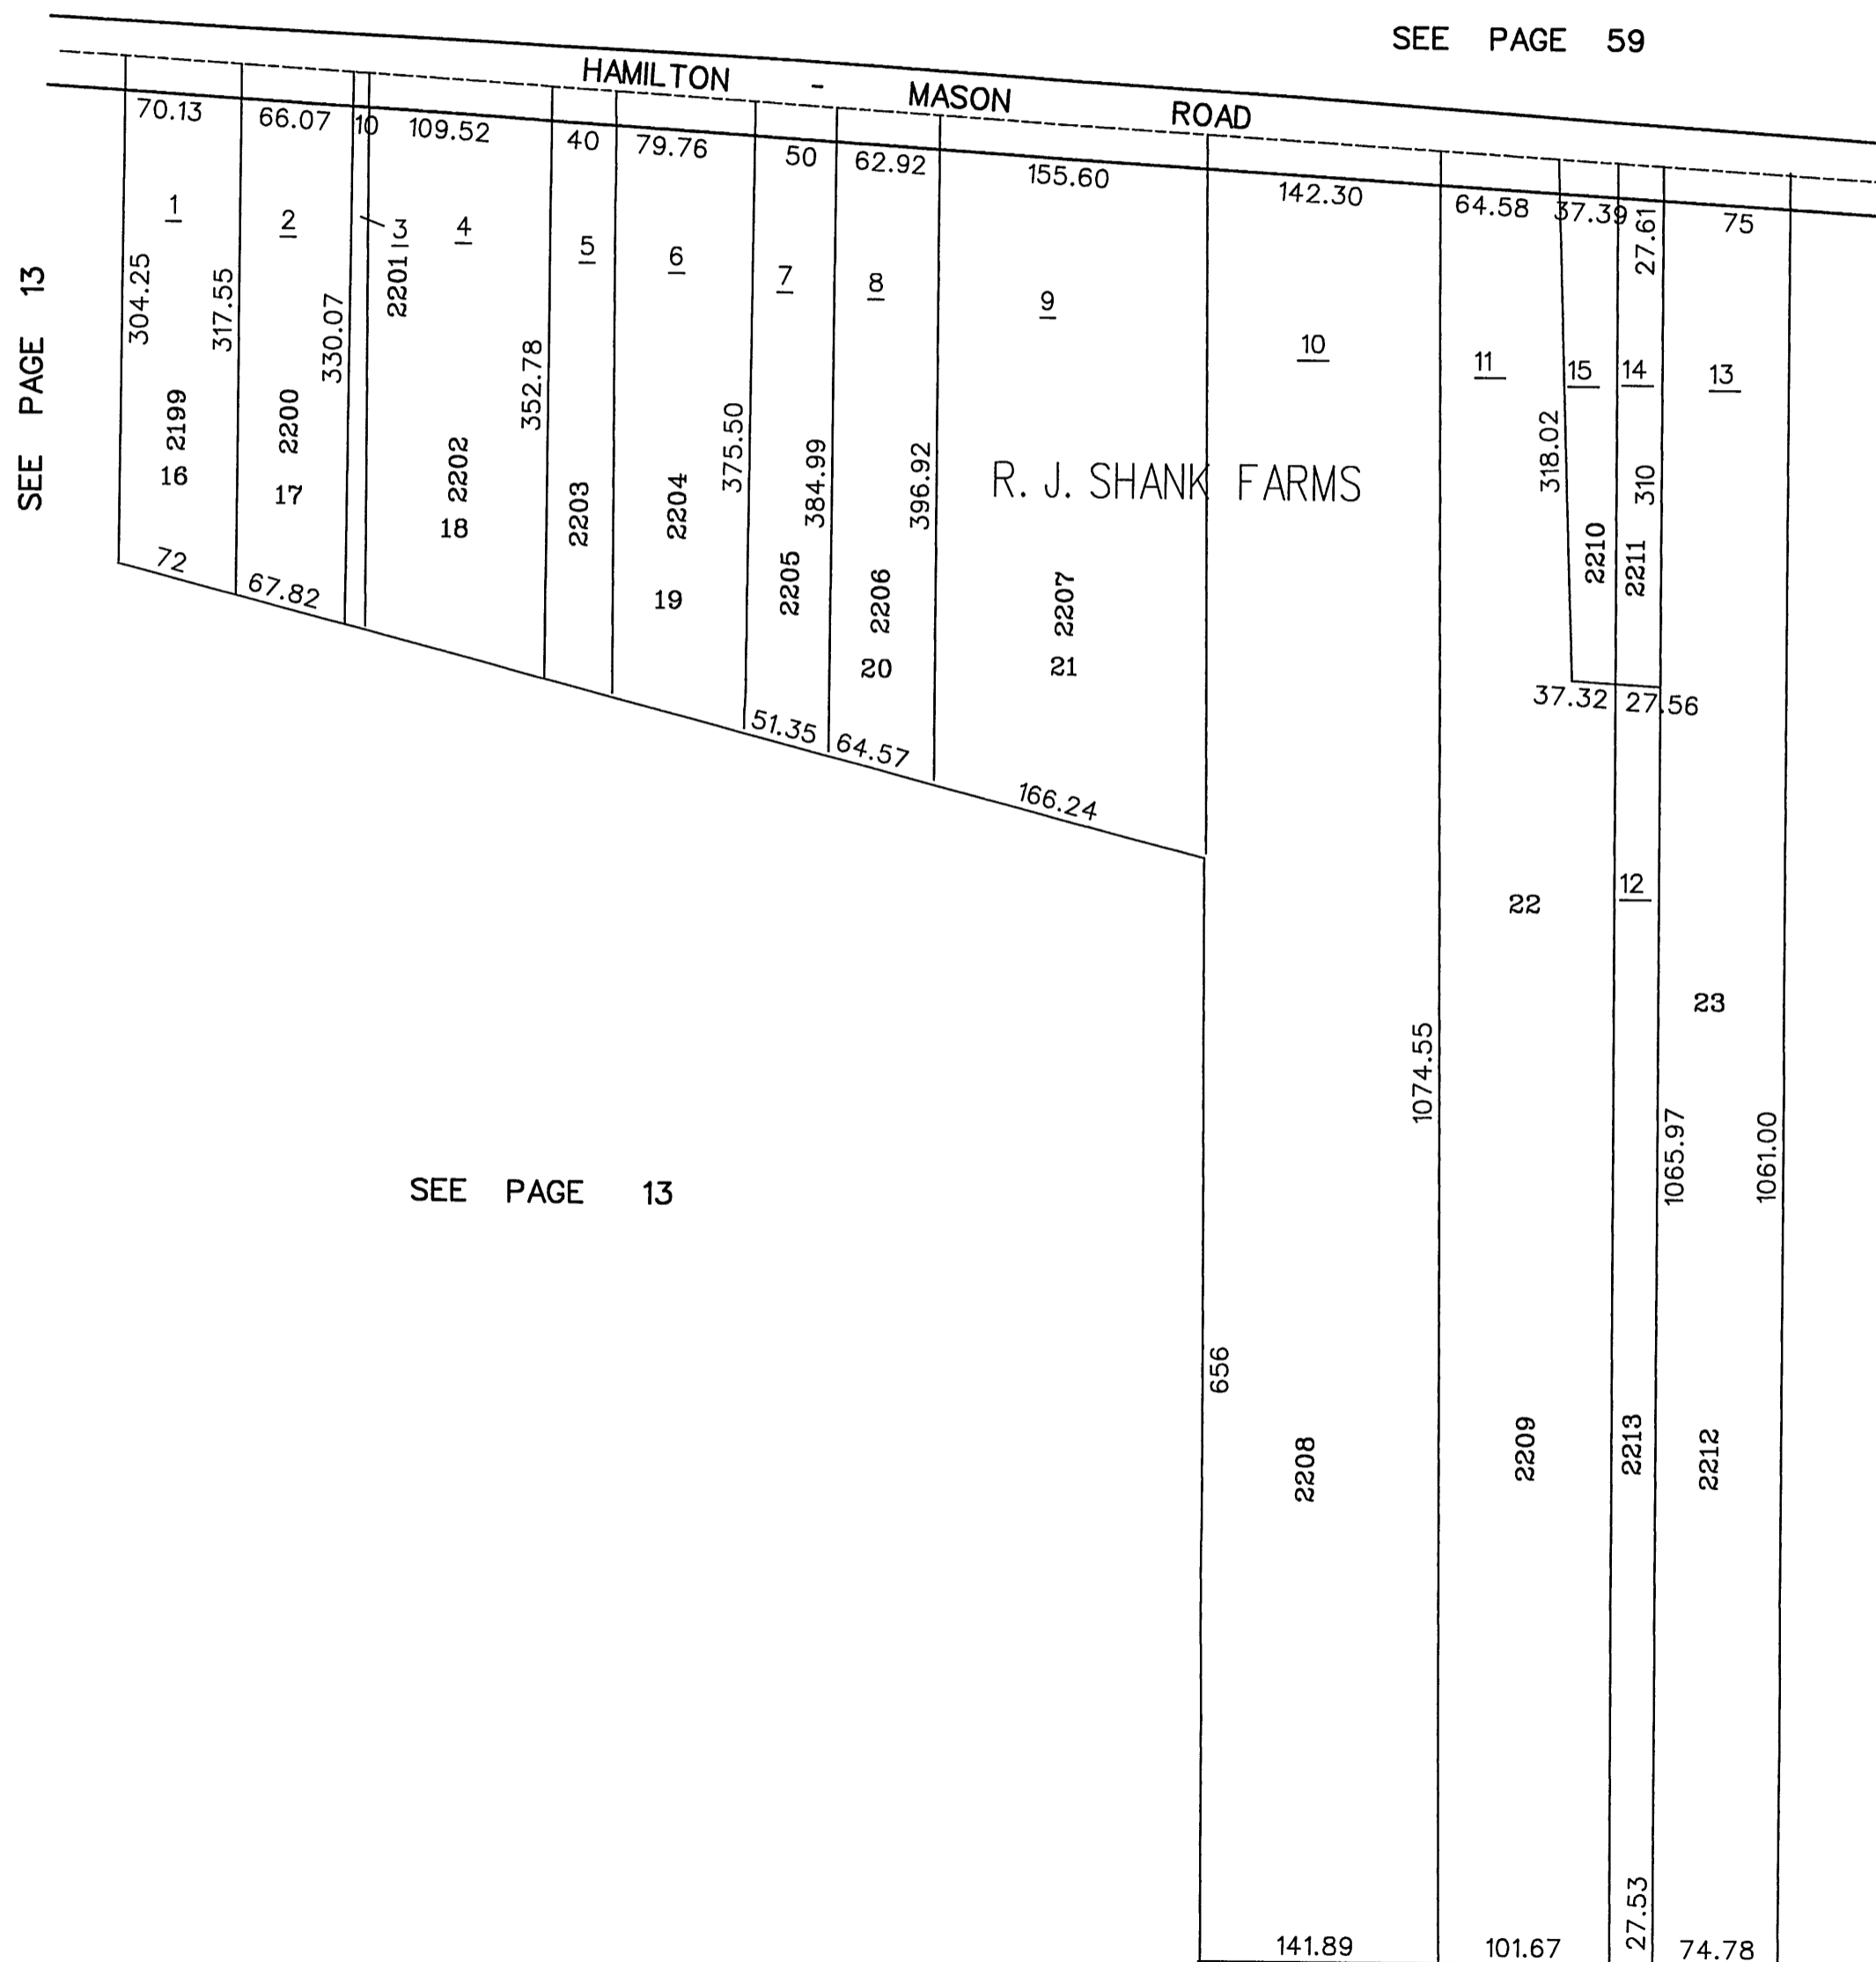 SEE PAGE 59
HAMILTON - MASON ROAD
70.13 66.07 10 109.52 40 79.76 50 62.92 155.60 142.30 64.58 37.39 27.61 75
1 2 3 4 5 6 7 8 9 10 11 15 14 13
SEE PAGE 13
304.25 317.55 330.07 352.78 375.50 384.99 396.92 318.02 310
2199 2200 2201 2202 2203 2204 2205 2206 2207 2210 2211
R. J. SHANK FARMS
16 17 18 19 20 21
72 67.82 51.35 64.57 166.24
37.32 27.56
12
22 23
1074.55 1065.97 1061.00
SEE PAGE 13
656
2208 2209 2213 2212
141.89 101.67 27.53 74.78